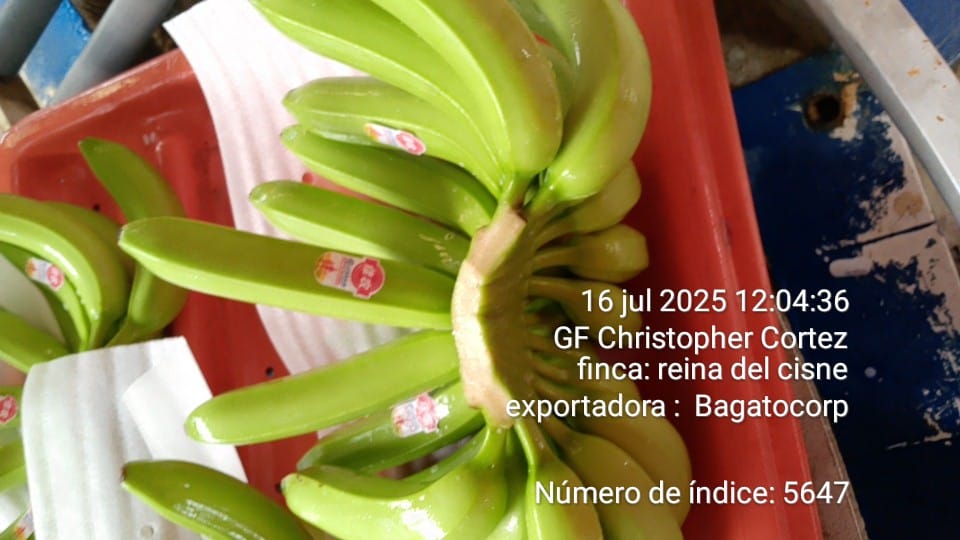 16 jul 2025 12:04:36
GF Christopher Cortez
finca: reina del cisne
exportadora : Bagatocorp
Número de índice: 5647